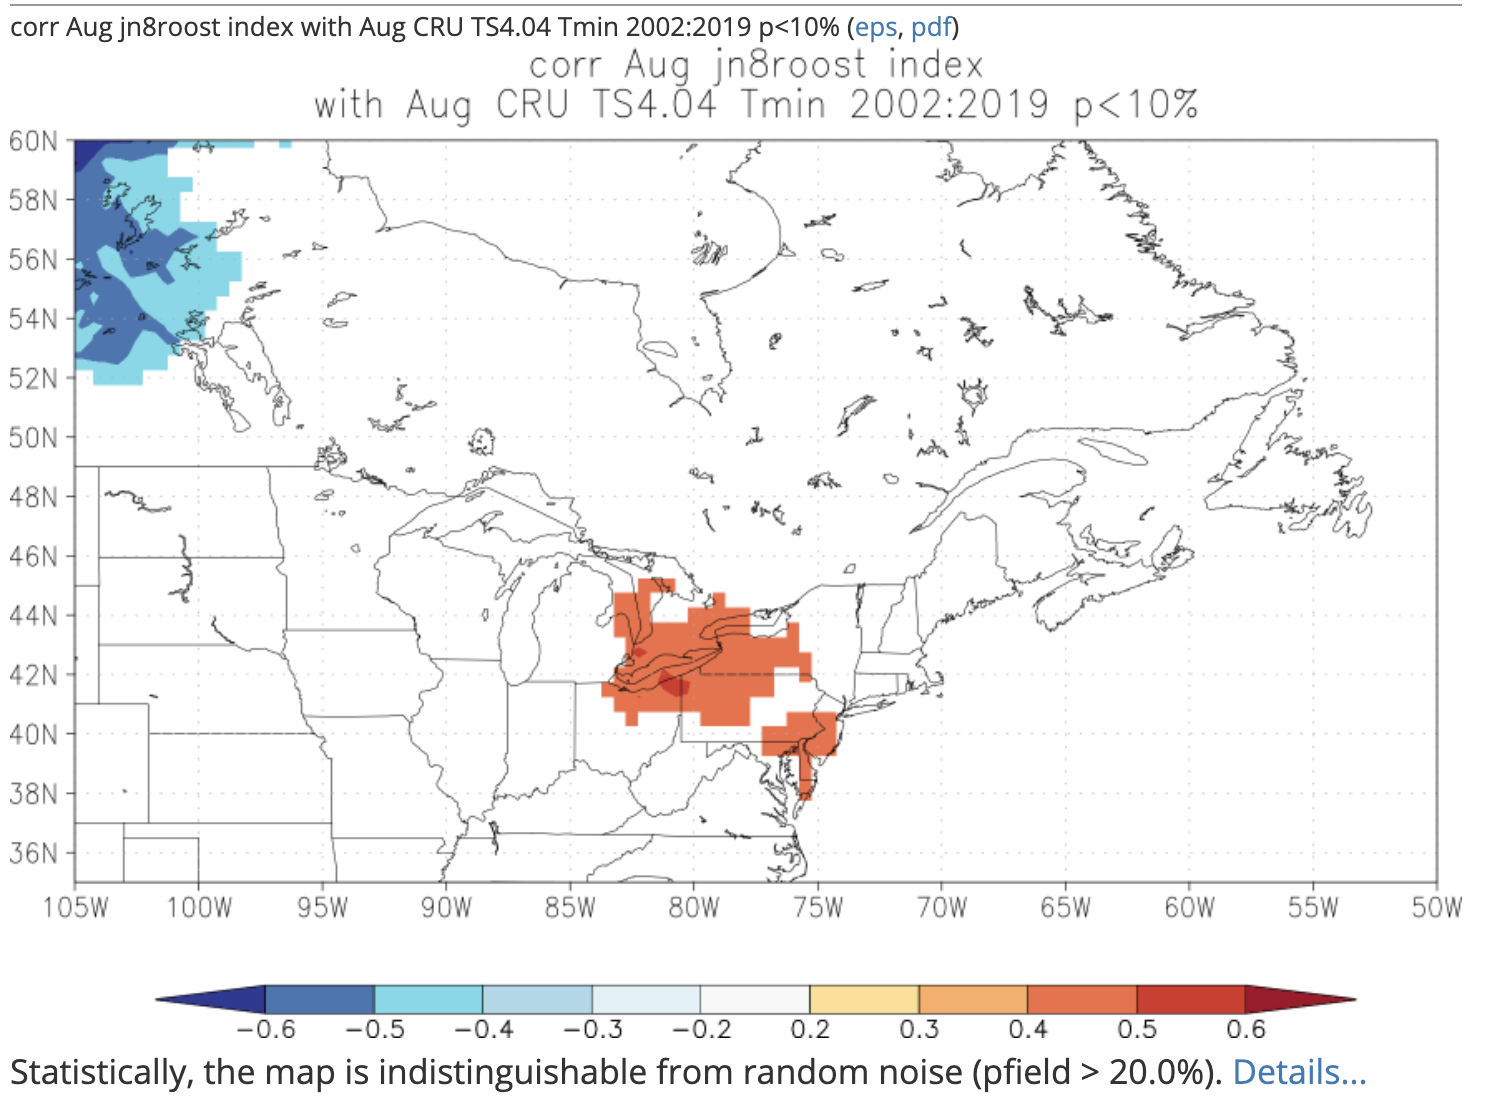 corr Aug jn8roost index with Aug CRU TS4.04 Tmin 2002:2019 p<10% (eps, pdf)
corr Aug jn8roost index
with Aug CRU TS4.04 Tmin 2002:2019 p<10%
60N
58N
56N
54N
52N
50N
48N
46N
44N
42N
40N
38N
36N
105W 100W 95W 90W 85W 80W 75W 70W 65W 60W 55W 50W
−0.6 −0.5 −0.4 −0.3 −0.2 0.2 0.3 0.4 0.5 0.6
Statistically, the map is indistinguishable from random noise (pfield > 20.0%). Details...